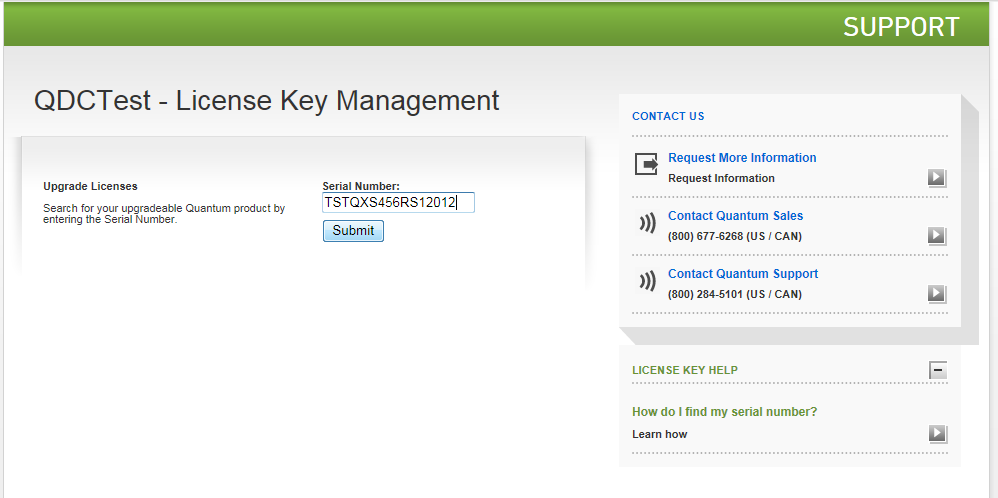 SUPPORT
QDCTest - License Key Management
Upgrade Licenses
Search for your upgradeable Quantum product by
entering the Serial Number.
Serial Number:
TSTQXS456RS12012
Submit
CONTACT US
Request More Information
Request Information
Contact Quantum Sales
(800) 677-6268 (US / CAN)
Contact Quantum Support
(800) 284-5101 (US / CAN)
LICENSE KEY HELP
How do I find my serial number?
Learn how